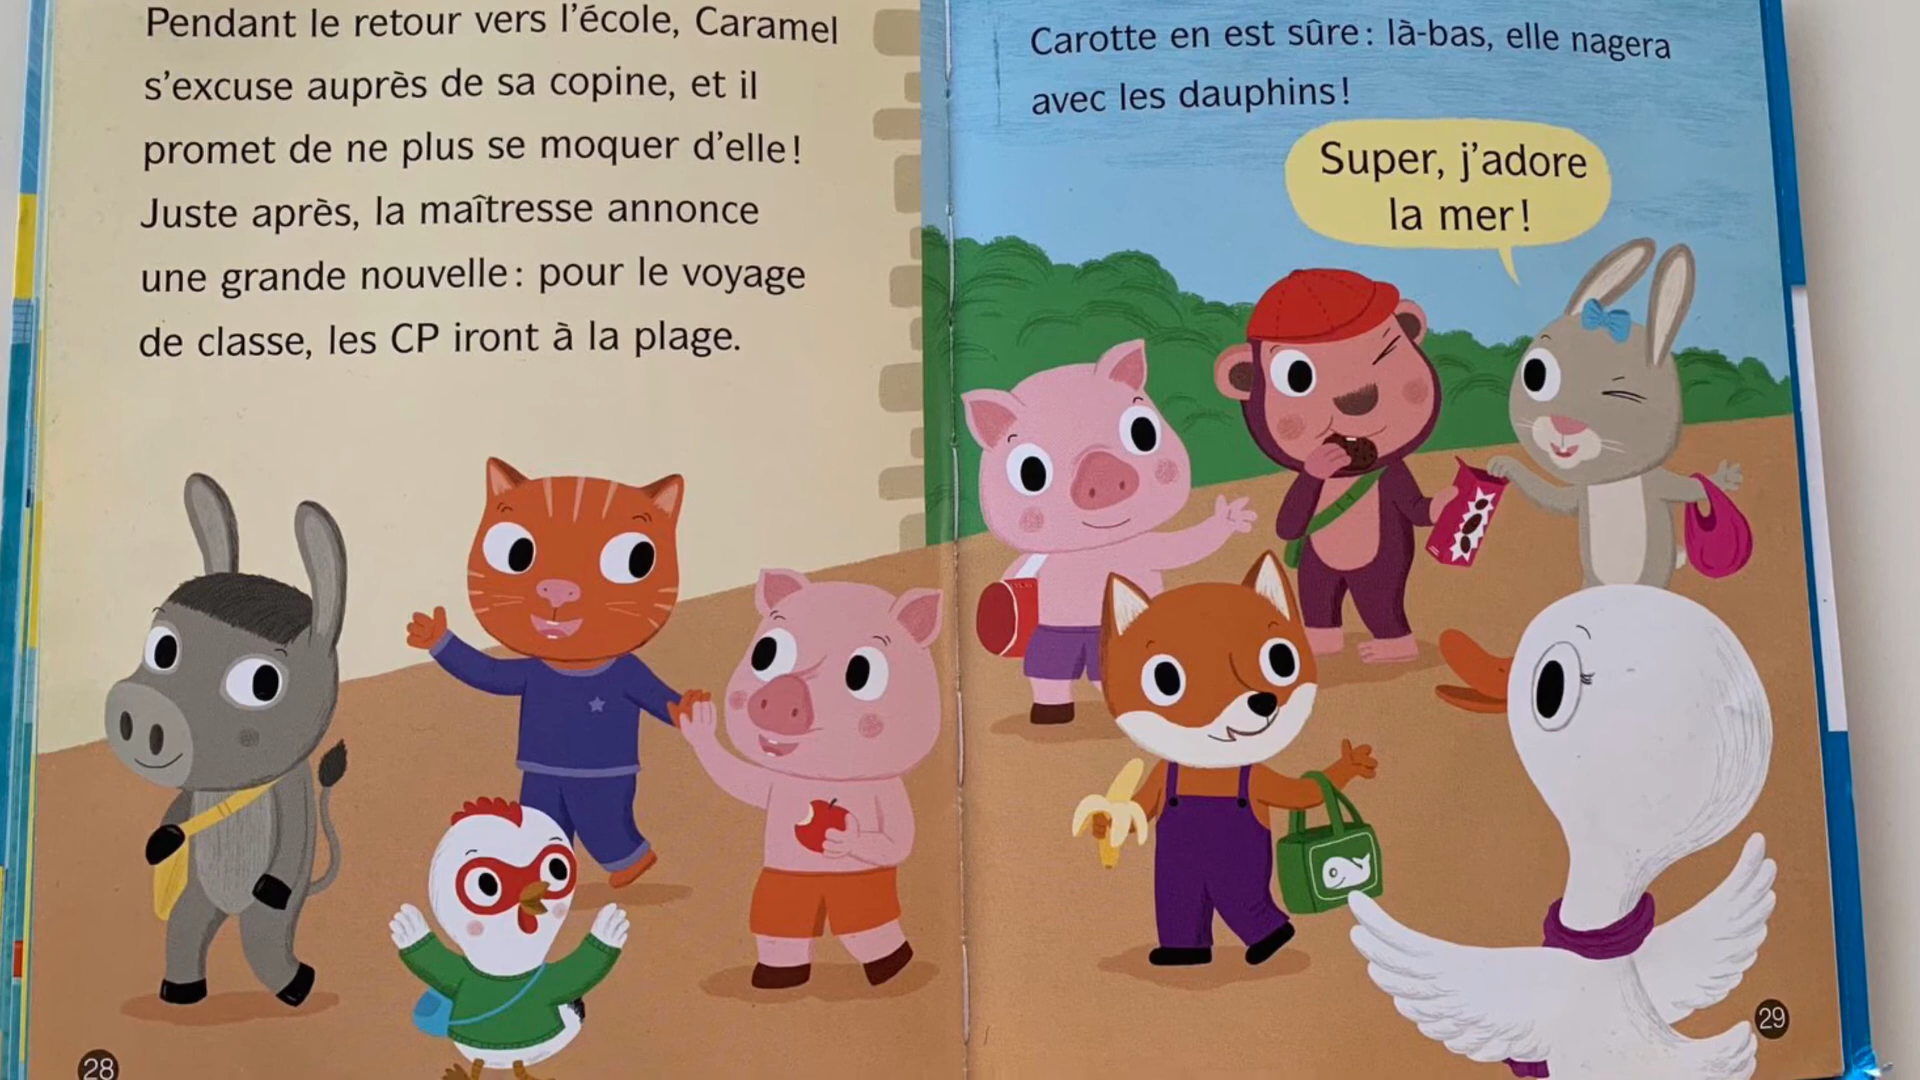 Pendant le retour vers l'école, Caramel
s'excuse auprès de sa copine, et il
promet de ne plus se moquer d'elle !
Juste après, la maîtresse annonce
une grande nouvelle : pour le voyage
de classe, les CP iront à la plage.
28
Carotte en est sûre : là-bas, elle nagera
avec les dauphins !
Super, j'adore
la mer !
29